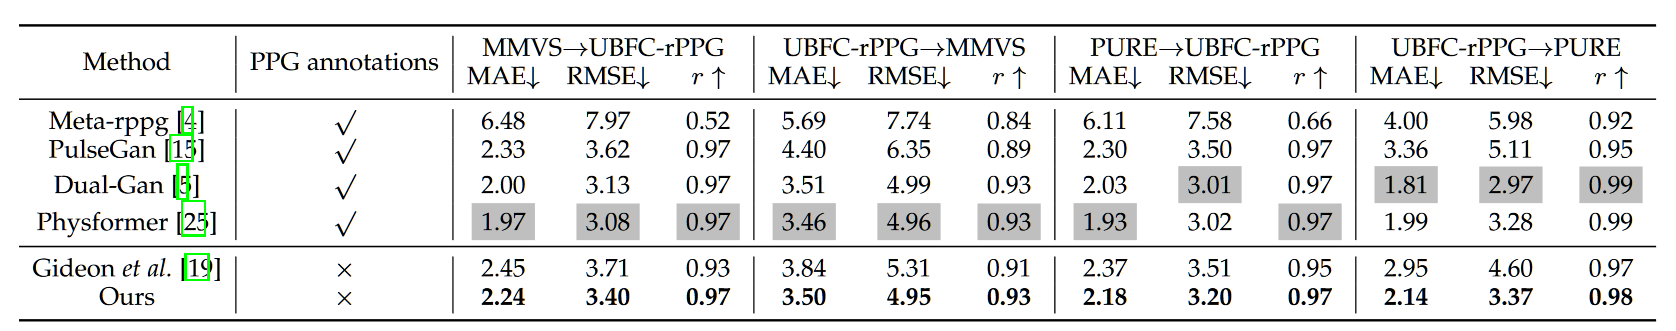 Method PPG annotations MMVS→UBFC-rPPG UBFC-rPPG→MMVS PURE→UBFC-rPPG UBFC-rPPG→PURE
MAE↓ RMSE↓ r ↑ MAE↓ RMSE↓ r ↑ MAE↓ RMSE↓ r ↑ MAE↓ RMSE↓ r ↑
Meta-rppg [4] √ 6.48 7.97 0.52 5.69 7.74 0.84 6.11 7.58 0.66 4.00 5.98 0.92
PulseGan [15] √ 2.33 3.62 0.97 4.40 6.35 0.89 2.30 3.50 0.97 3.36 5.11 0.95
Dual-Gan [5] √ 2.00 3.13 0.97 3.51 4.99 0.93 2.03 3.01 0.97 1.81 2.97 0.99
Physformer [25] √ 1.97 3.08 0.97 3.46 4.96 0.93 1.93 3.02 0.97 1.99 3.28 0.99
Gideon et al. [19] × 2.45 3.71 0.93 3.84 5.31 0.91 2.37 3.51 0.95 2.95 4.60 0.97
Ours × 2.24 3.40 0.97 3.50 4.95 0.93 2.18 3.20 0.97 2.14 3.37 0.98